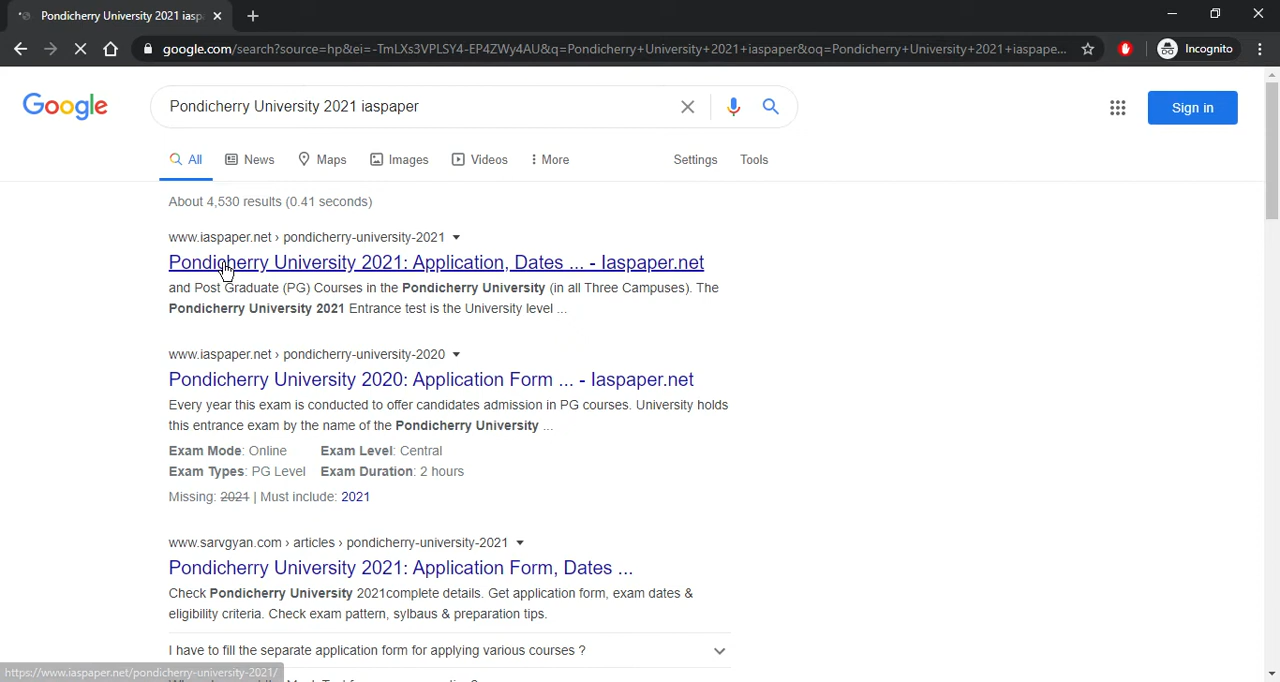 Pondicherry University 2021 iasp
google.com/search?source=hp&ei=-TmLXs3VPLSY4-EP4ZWy4AU&q=Pondicherry+University+2021+iaspaper&oq=Pondicherry+University+2021+iaspape...
Incognito
Google
Pondicherry University 2021 iaspaper
Sign in
All News Maps Images Videos More Settings Tools
About 4,530 results (0.41 seconds)
www.iaspaper.net › pondicherry-university-2021
Pondicherry University 2021: Application, Dates ... - Iaspaper.net
and Post Graduate (PG) Courses in the Pondicherry University (in all Three Campuses). The
Pondicherry University 2021 Entrance test is the University level ...
www.iaspaper.net › pondicherry-university-2020
Pondicherry University 2020: Application Form ... - Iaspaper.net
Every year this exam is conducted to offer candidates admission in PG courses. University holds
this entrance exam by the name of the Pondicherry University ...
Exam Mode: Online Exam Level: Central
Exam Types: PG Level Exam Duration: 2 hours
Missing: 2021 | Must include: 2021
www.sarvgyan.com › articles › pondicherry-university-2021
Pondicherry University 2021: Application Form, Dates ...
Check Pondicherry University 2021complete details. Get application form, exam dates &
eligibility criteria. Check exam pattern, sylbaus & preparation tips.
I have to fill the separate application form for applying various courses ?
https://www.iaspaper.net/pondicherry-university-2021/